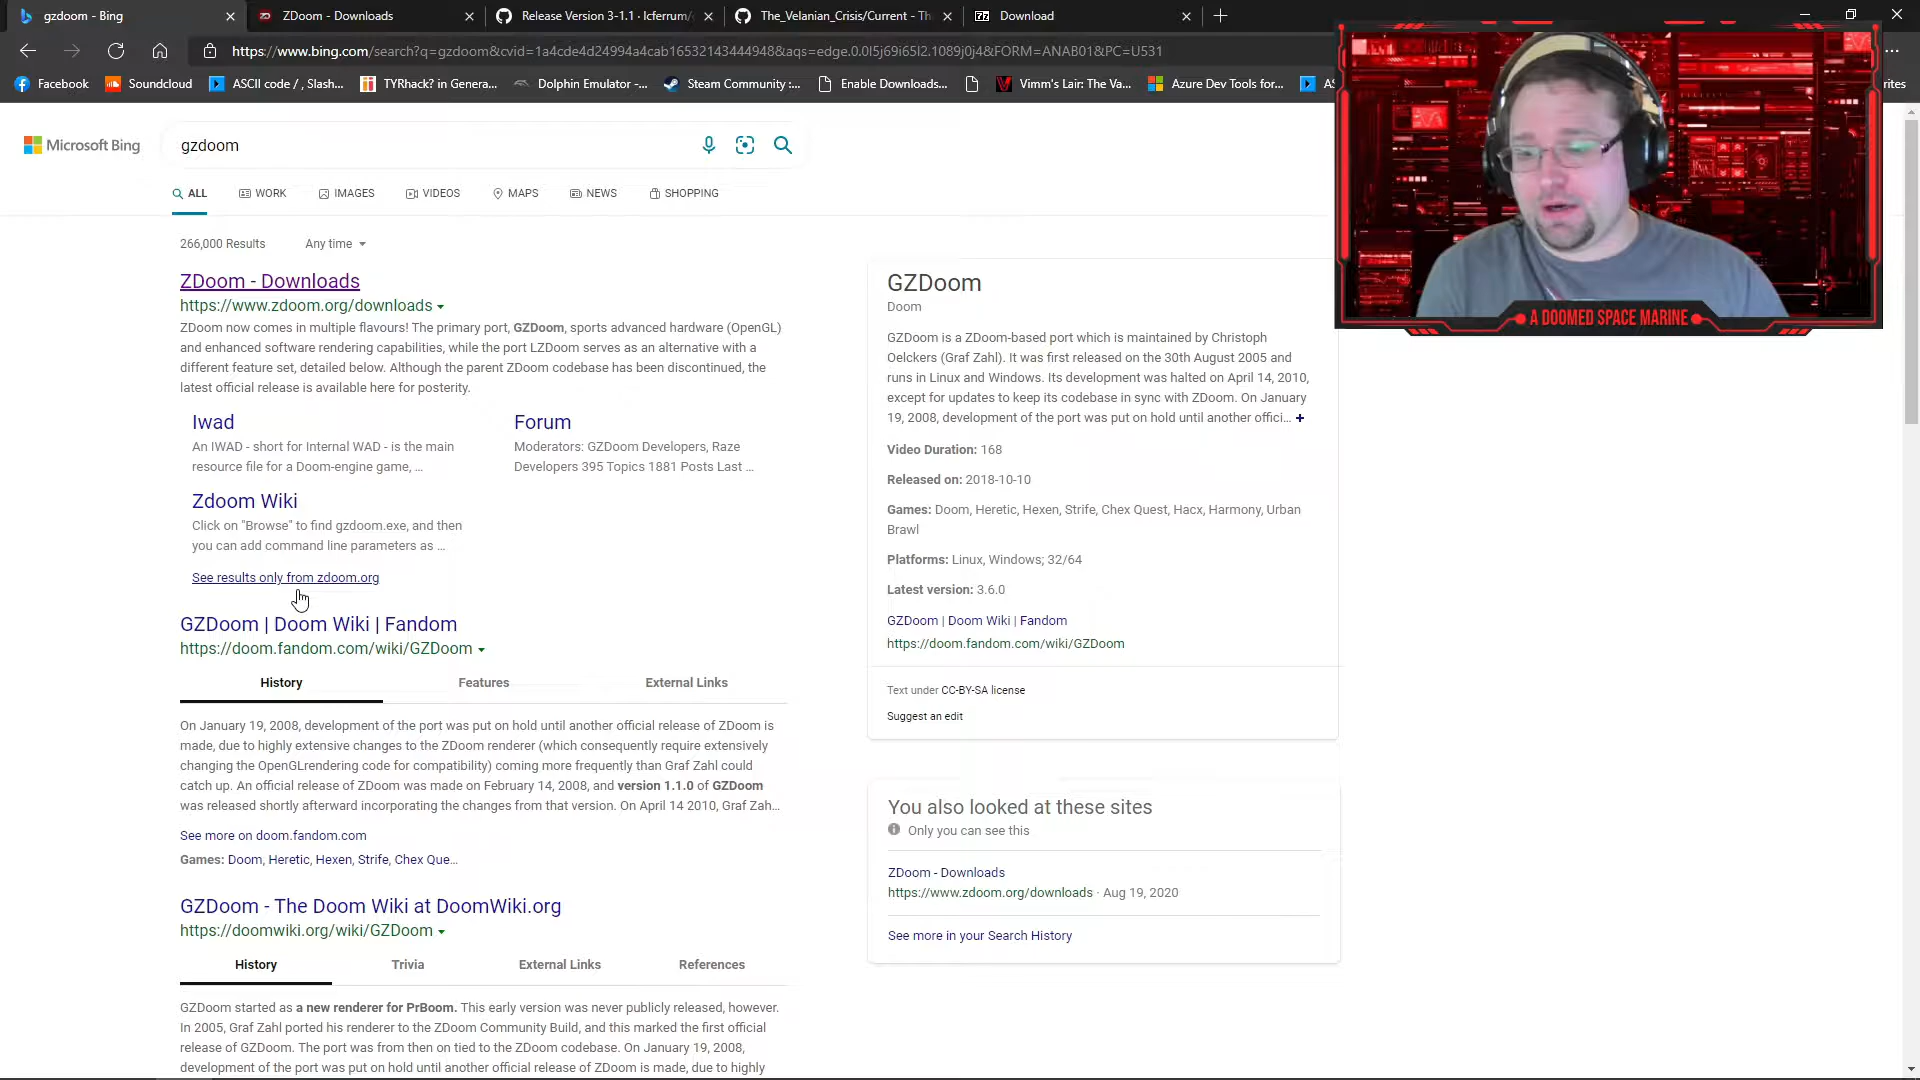 gzdoom - Bing
ZDoom - Downloads
Release Version 3-1.1 · lcferrum/
The_Velanian_Crisis/Current - Th
Download
https://www.bing.com/search?q=gzdoom&cvid=1a4cde4d24994a4cab16532143444948&aqs=edge.0.0l5j69i65l2.1089j0j4&FORM=ANAB01&PC=U531
Facebook
Soundcloud
ASCII code / , Slash...
TYRhack? in Genera...
Dolphin Emulator -...
Steam Community :...
Enable Downloads...
Vimm's Lair: The Va...
Azure Dev Tools for...
rites
Microsoft Bing
gzdoom
ALL
WORK
IMAGES
VIDEOS
MAPS
NEWS
SHOPPING
266,000 Results
Any time
ZDoom - Downloads
https://www.zdoom.org/downloads
ZDoom now comes in multiple flavours! The primary port, GZDoom, sports advanced hardware (OpenGL)
and enhanced software rendering capabilities, while the port LZDoom serves as an alternative with a
different feature set, detailed below. Although the parent ZDoom codebase has been discontinued, the
latest official release is available here for posterity.
Iwad
An IWAD - short for Internal WAD - is the main
resource file for a Doom-engine game, ...
Forum
Moderators: GZDoom Developers, Raze
Developers 395 Topics 1881 Posts Last ...
Zdoom Wiki
Click on "Browse" to find gzdoom.exe, and then
you can add command line parameters as ...
See results only from zdoom.org
GZDoom | Doom Wiki | Fandom
https://doom.fandom.com/wiki/GZDoom
History
Features
External Links
On January 19, 2008, development of the port was put on hold until another official release of ZDoom is
made, due to highly extensive changes to the ZDoom renderer (which consequently require extensively
changing the OpenGLrendering code for compatibility) coming more frequently than Graf Zahl could
catch up. An official release of ZDoom was made on February 14, 2008, and version 1.1.0 of GZDoom
was released shortly afterward incorporating the changes from that version. On April 14 2010, Graf Zah...
See more on doom.fandom.com
Games: Doom, Heretic, Hexen, Strife, Chex Que...
GZDoom - The Doom Wiki at DoomWiki.org
https://doomwiki.org/wiki/GZDoom
History
Trivia
External Links
References
GZDoom started as a new renderer for PrBoom. This early version was never publicly released, however.
In 2005, Graf Zahl ported his renderer to the ZDoom Community Build, and this marked the first official
release of GZDoom. The port was from then on tied to the ZDoom codebase. On January 19, 2008,
development of the port was put on hold until another official release of ZDoom is made, due to highly
GZDoom
Doom
GZDoom is a ZDoom-based port which is maintained by Christoph
Oelckers (Graf Zahl). It was first released on the 30th August 2005 and
runs in Linux and Windows. Its development was halted on April 14, 2010,
except for updates to keep its codebase in sync with ZDoom. On January
19, 2008, development of the port was put on hold until another offici... +
Video Duration: 168
Released on: 2018-10-10
Games: Doom, Heretic, Hexen, Strife, Chex Quest, Hacx, Harmony, Urban
Brawl
Platforms: Linux, Windows; 32/64
Latest version: 3.6.0
GZDoom | Doom Wiki | Fandom
https://doom.fandom.com/wiki/GZDoom
Text under CC-BY-SA license
Suggest an edit
You also looked at these sites
Only you can see this
ZDoom - Downloads
https://www.zdoom.org/downloads · Aug 19, 2020
See more in your Search History
A DOOMED SPACE MARINE